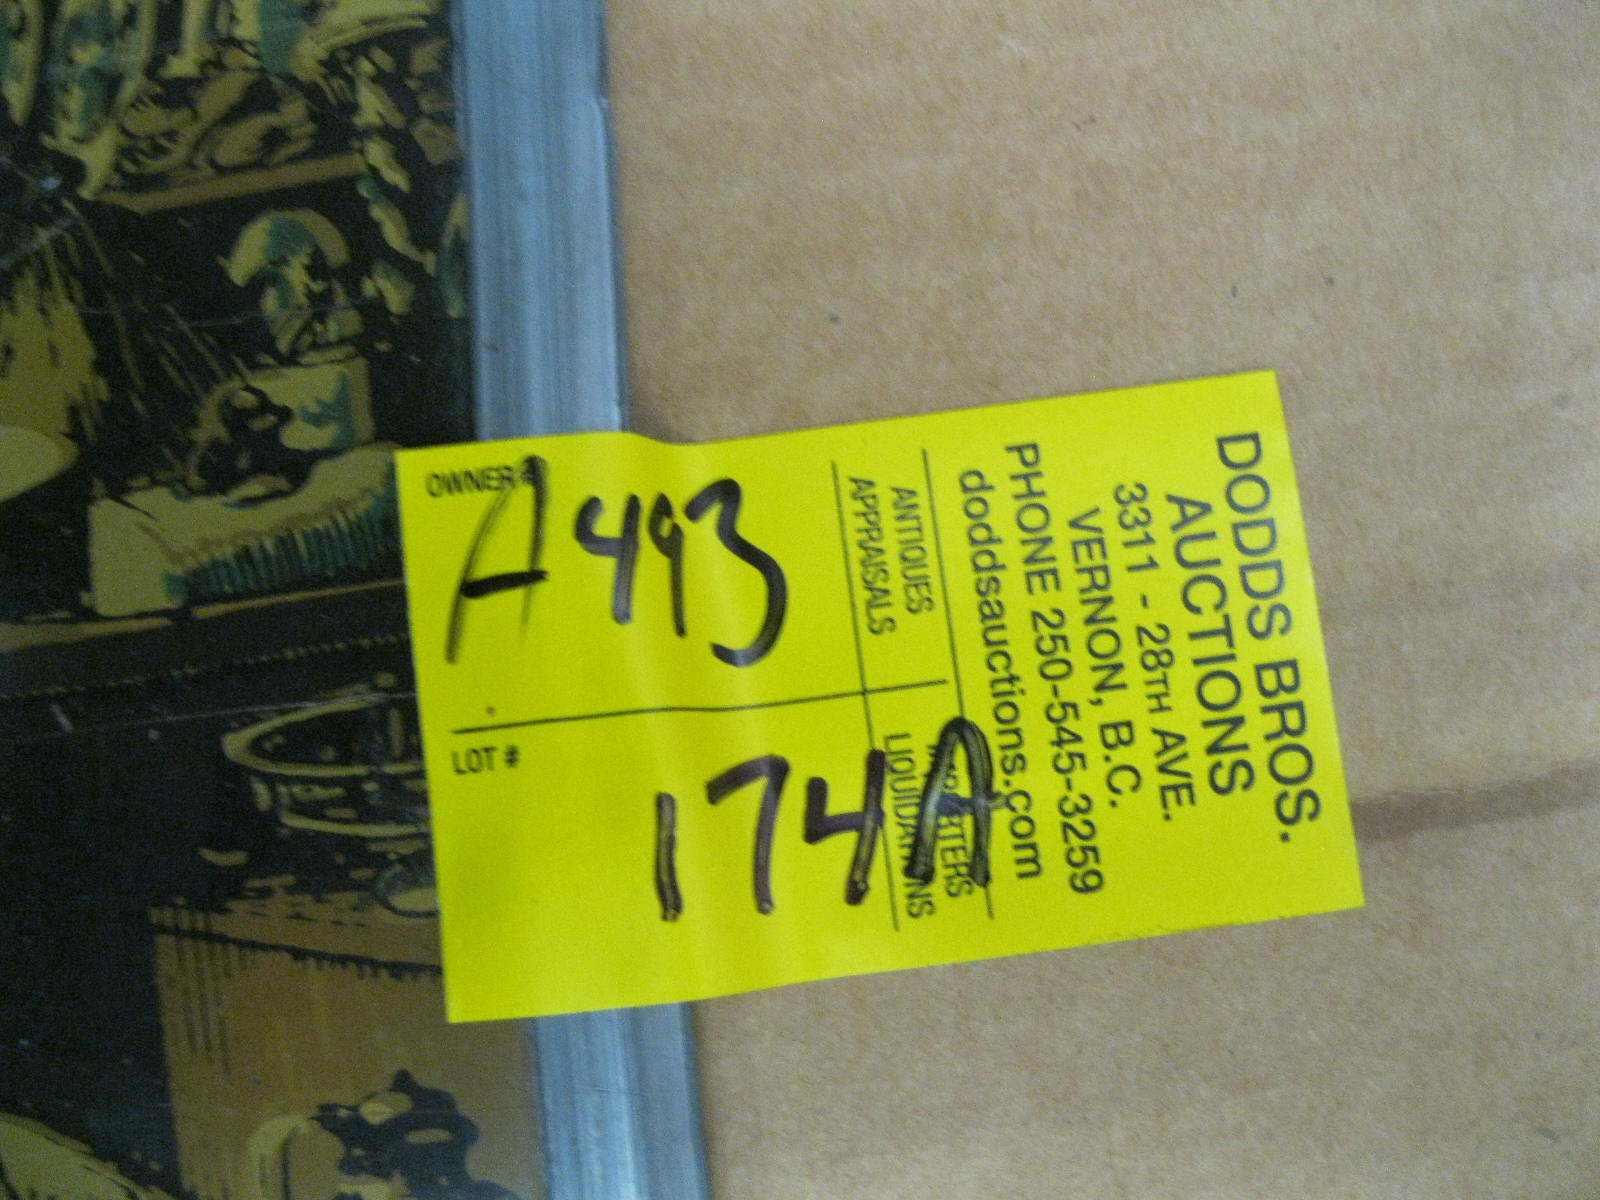 DODDS BROS.
AUCTIONS
3311 - 28TH AVE.
VERNON, B.C.
PHONE 250-545-3259
doddsauctions.com
ANTIQUES
APPRAISALS
LIQUIDATIONS
OWNER #
A493
LOT #
174A